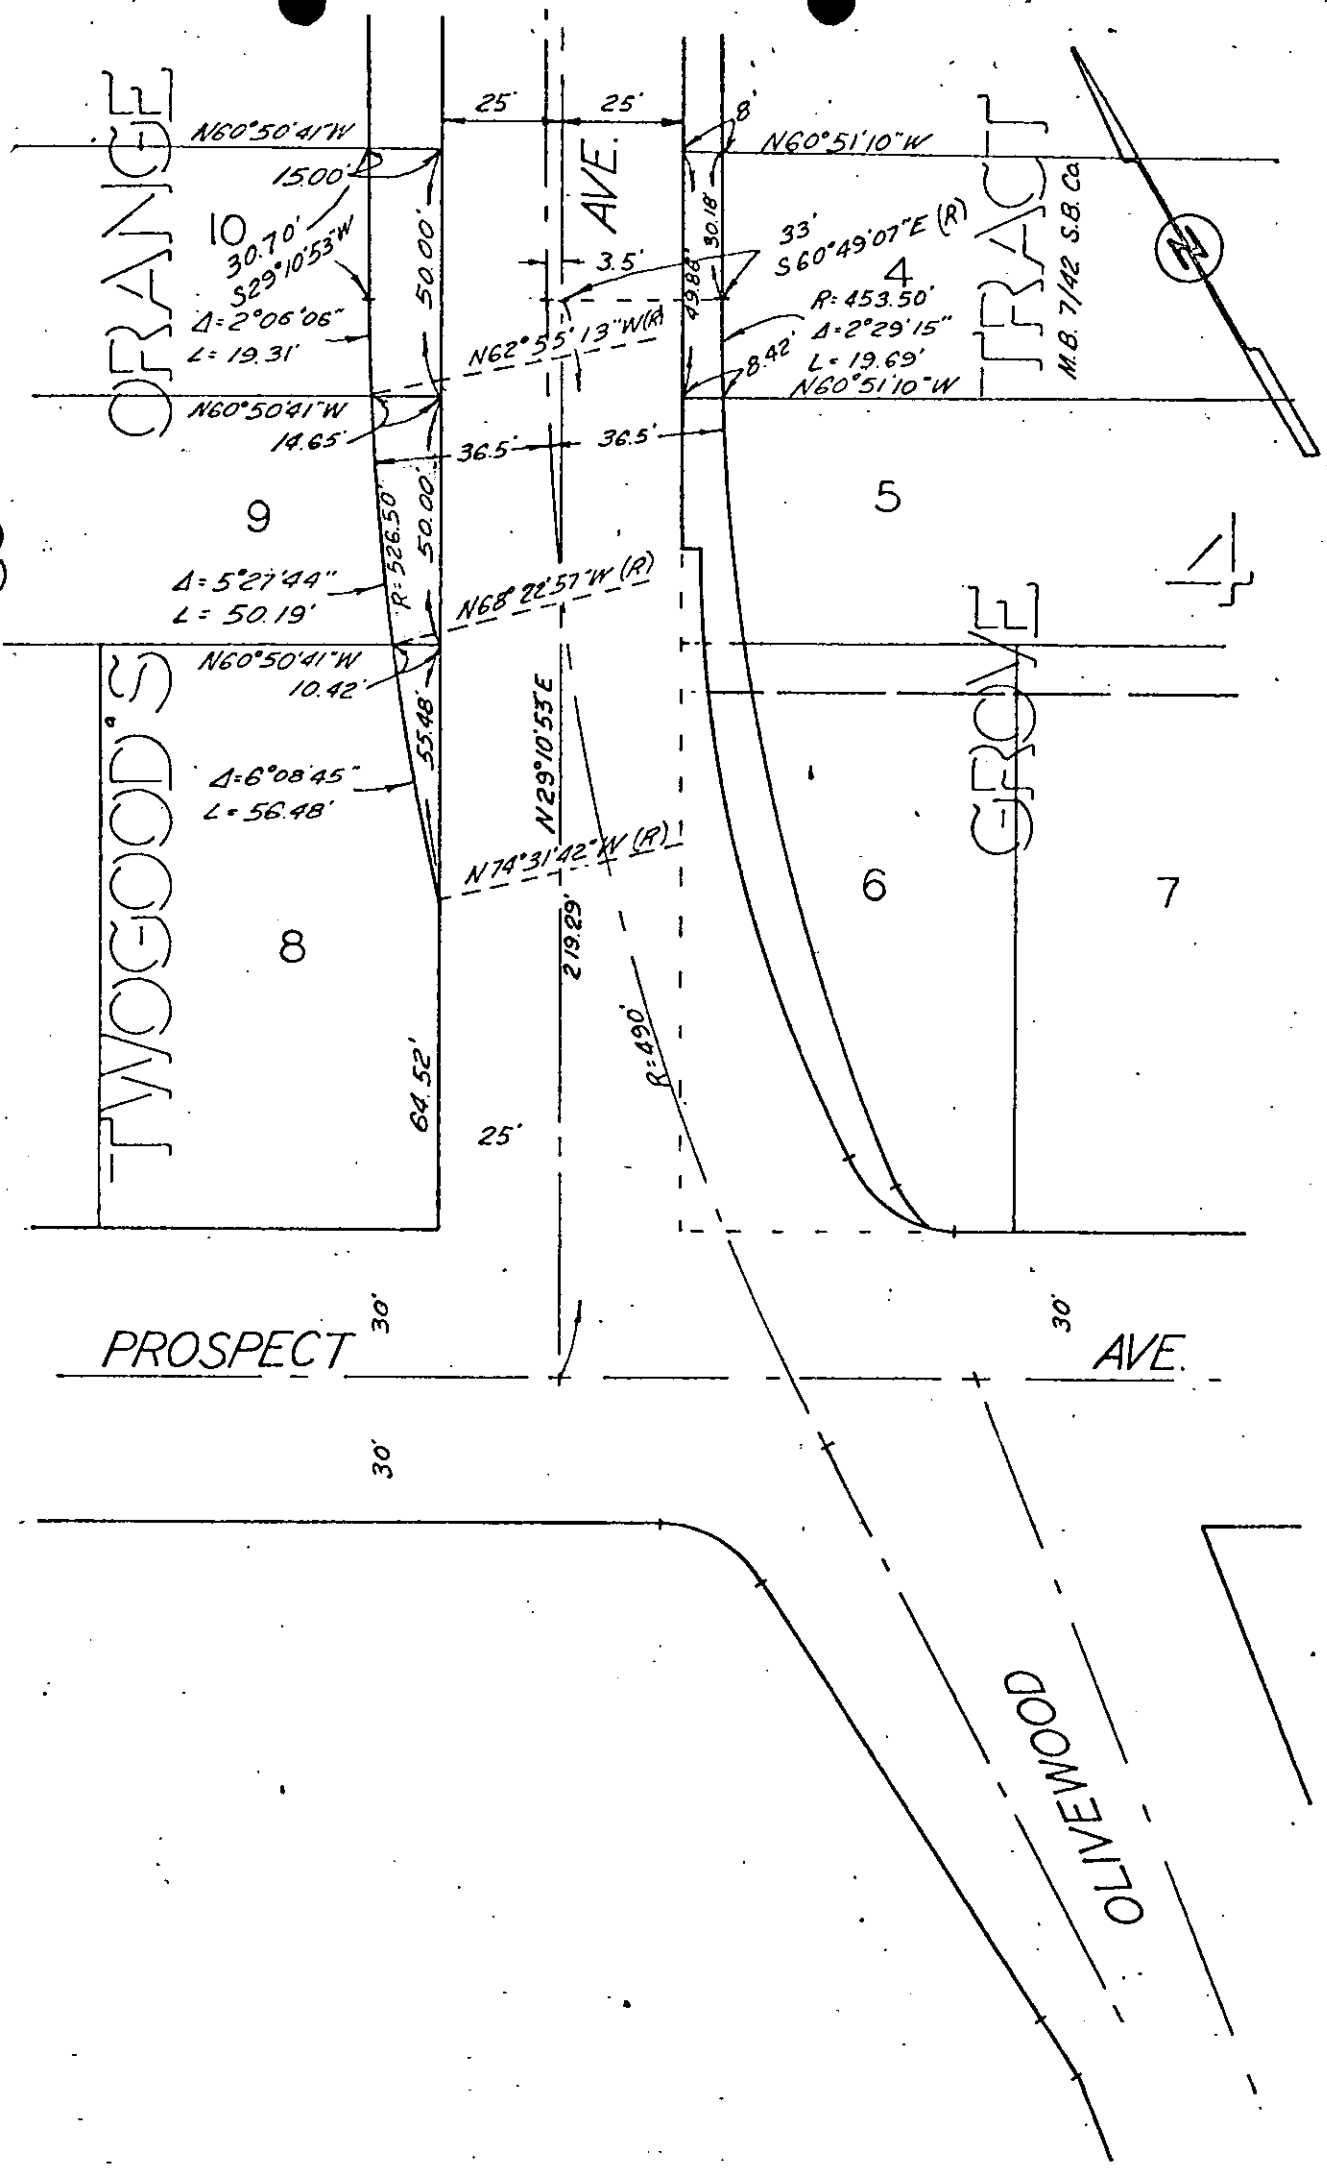 TWOGOOD'S ORANGE
GROVE TRACT
M.B. 7/42 S.B. Co.
N
25'
25'
8'
N60°50'41"W
N60°51'10"W
15.00'
AVE.
10
30.70'
S29°10'53"W
50.00'
3.5'
49.86'
30.18'
33'
S60°49'07"E (R)
4
Δ=2°06'06"
L=19.31'
R=453.50'
Δ=2°29'15"
L=19.69'
N62°55'13"W(R)
8.42'
N60°51'10"W
N60°50'41"W
14.65'
36.5'
36.5'
9
5
R=526.50'
50.00'
Δ=5°27'44"
L=50.19'
N68°22'57"W (R)
4
N60°50'41"W
10.42'
55.48'
N29°10'53"E
Δ=6°08'45"
L=56.48'
N74°31'42"W (R)
6
7
8
219.29'
R=490'
64.52'
25'
30'
30'
PROSPECT
AVE.
30'
OLIVEWOOD